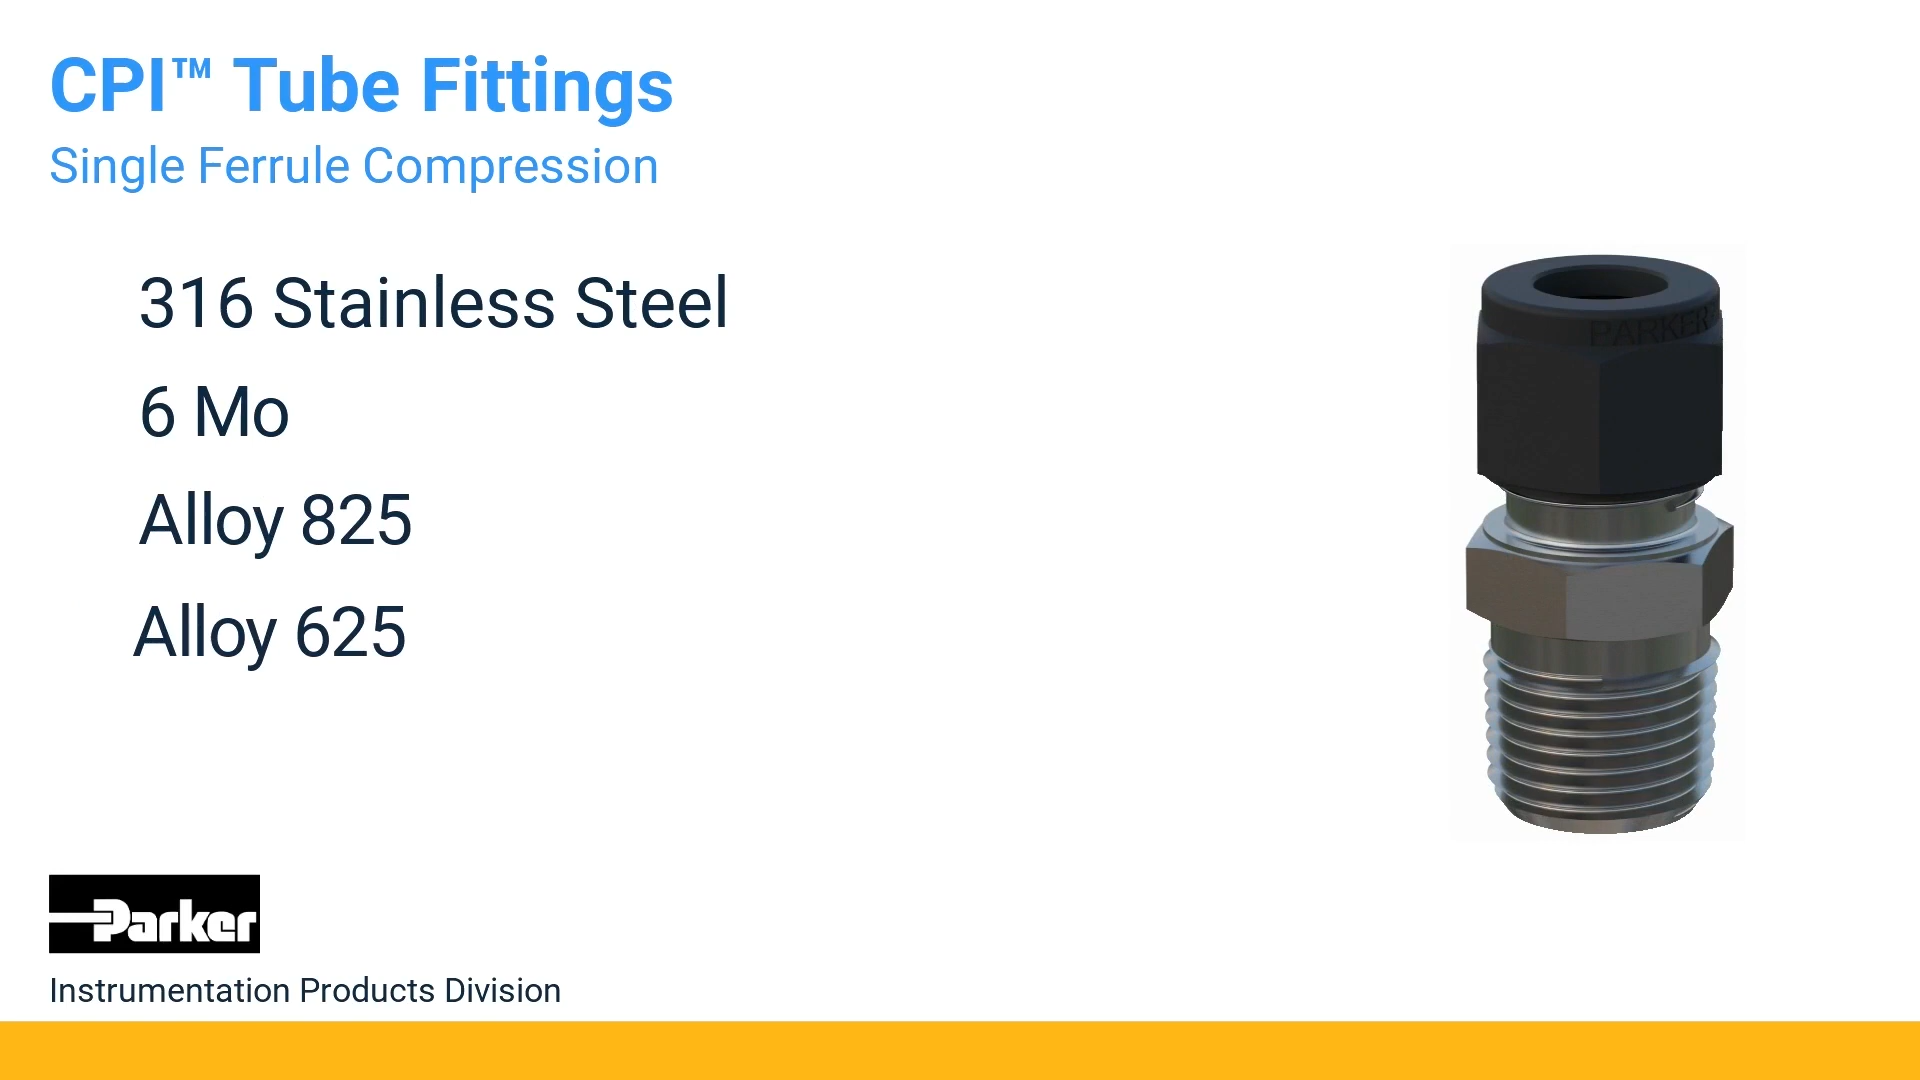 CPI™ Tube Fittings
Single Ferrule Compression
316 Stainless Steel
6 Mo
Alloy 825
Alloy 625
PARKER
Parker
Instrumentation Products Division